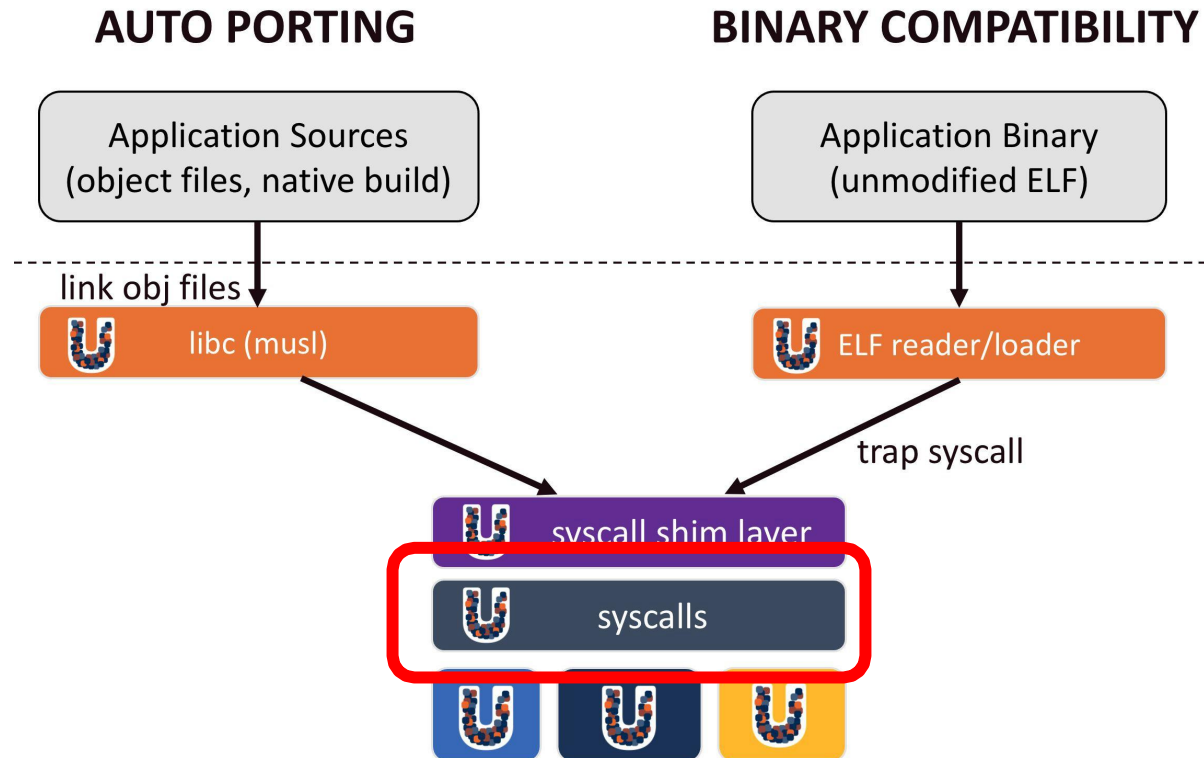 AUTO PORTING
BINARY COMPATIBILITY
Application Sources
(object files, native build)
Application Binary
(unmodified ELF)
link obj files
libc (musl)
ELF reader/loader
trap syscall
syscall shim layer
syscalls